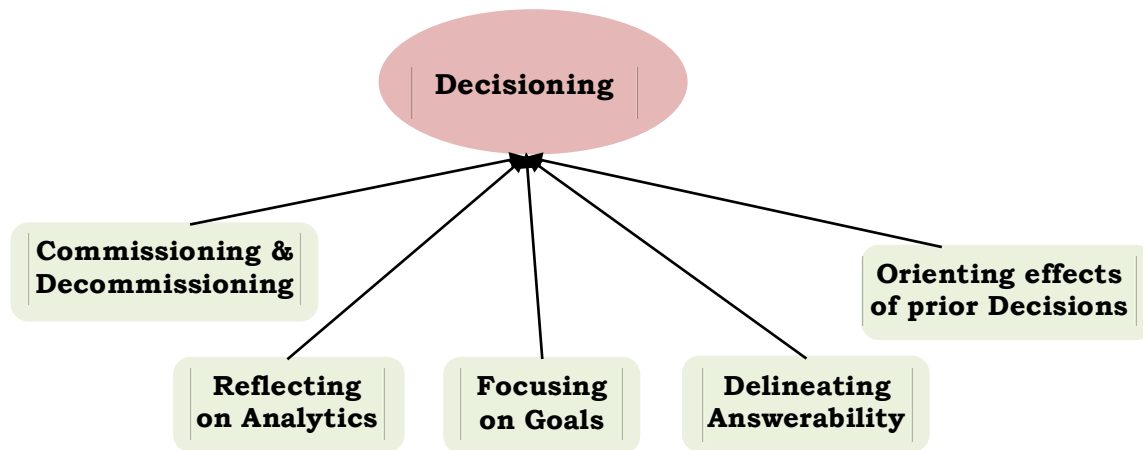 Decisioning
Commissioning &
Decommissioning
Orienting effects
of prior Decisions
Reflecting
on Analytics
Focusing
on Goals
Delineating
Answerability